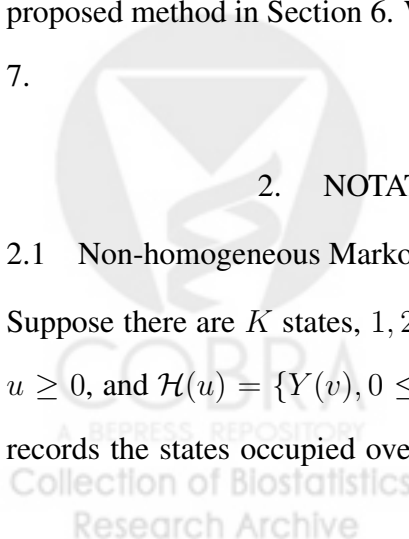 proposed method in Section 6.
7.
2. NOTAT
2.1 Non-homogeneous Marko
Suppose there are K states, 1, 2
u ≥ 0, and H(u) = {Y(v), 0 ≤
COBRA
A BEPRESS REPOSITORY
records the states occupied over
Collection of Biostatistics
Research Archive